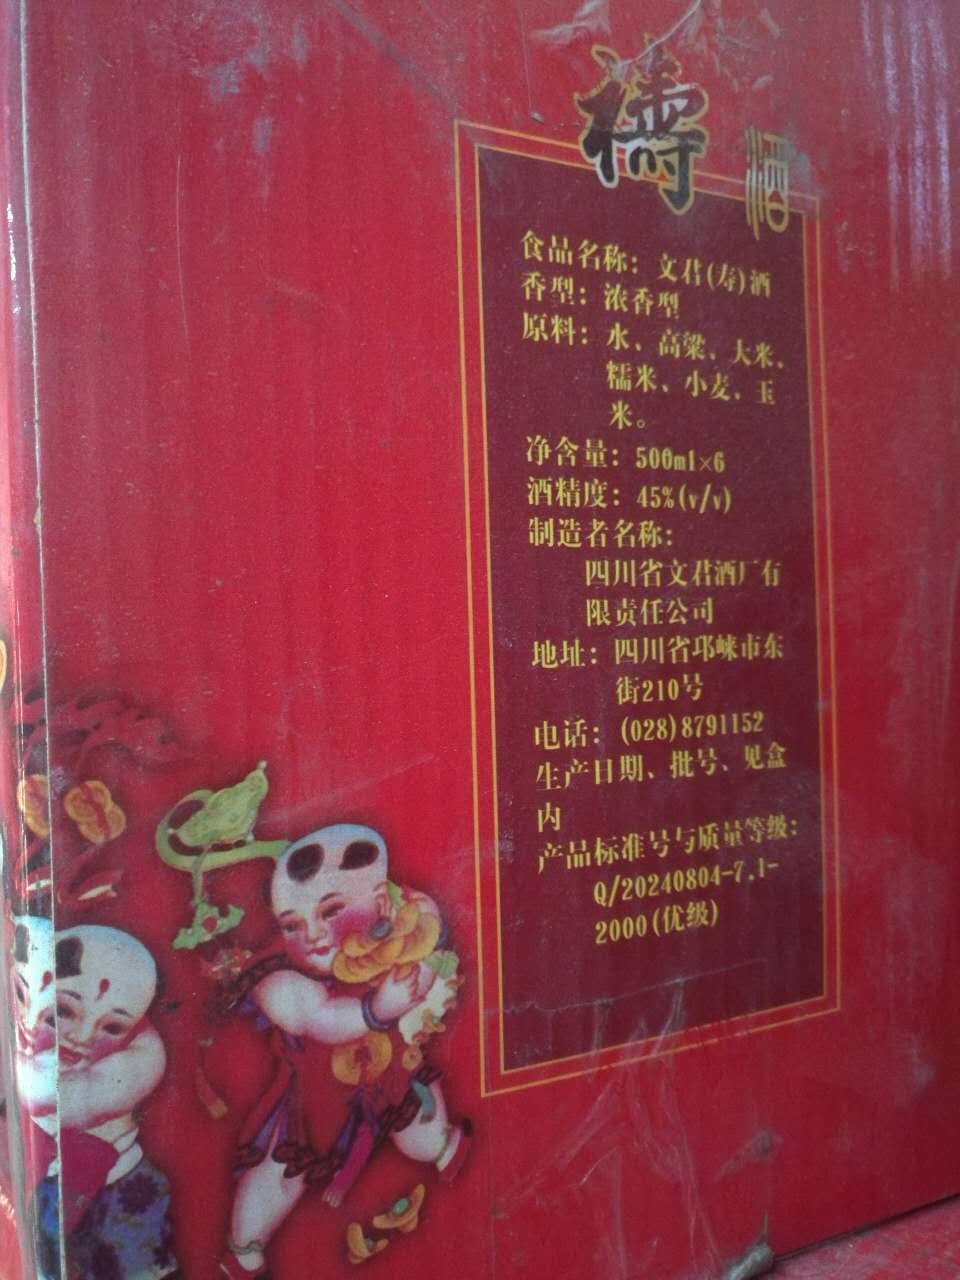 禱
酒
食品名称：文君(寿)酒
香型：浓香型
原料：水、高粱、大米、
糯米、小麦、玉
米。
净含量：500ml×6
酒精度：45%(v/v)
制造者名称：
四川省文君酒厂有
限责任公司
地址：四川省邛崃市东
街210号
电话：(028)8791152
生产日期、批号、见盒
内
产品标准号与质量等级：
Q/20240804-7.1-
2000(优级)